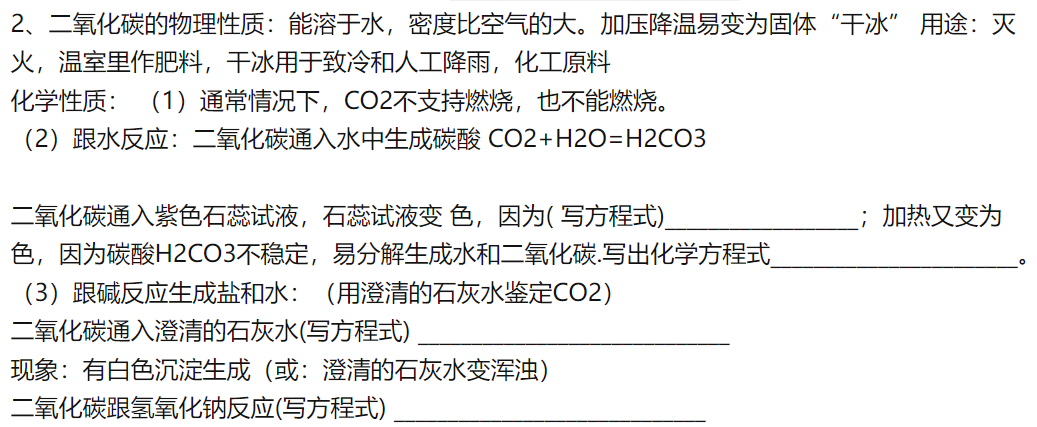 2、二氧化碳的物理性质：能溶于水，密度比空气的大。加压降温易变为固体“干冰” 用途：灭
火，温室里作肥料，干冰用于致冷和人工降雨，化工原料
化学性质： （1）通常情况下，CO2不支持燃烧，也不能燃烧。
（2）跟水反应：二氧化碳通入水中生成碳酸 CO2+H2O=H2CO3
二氧化碳通入紫色石蕊试液，石蕊试液变 色，因为( 写方程式)__________________；加热又变为
色，因为碳酸H2CO3不稳定，易分解生成水和二氧化碳.写出化学方程式_______________________。
（3）跟碱反应生成盐和水：（用澄清的石灰水鉴定CO2）
二氧化碳通入澄清的石灰水(写方程式) _____________________________
现象：有白色沉淀生成（或：澄清的石灰水变浑浊）
二氧化碳跟氢氧化钠反应(写方程式) _____________________________